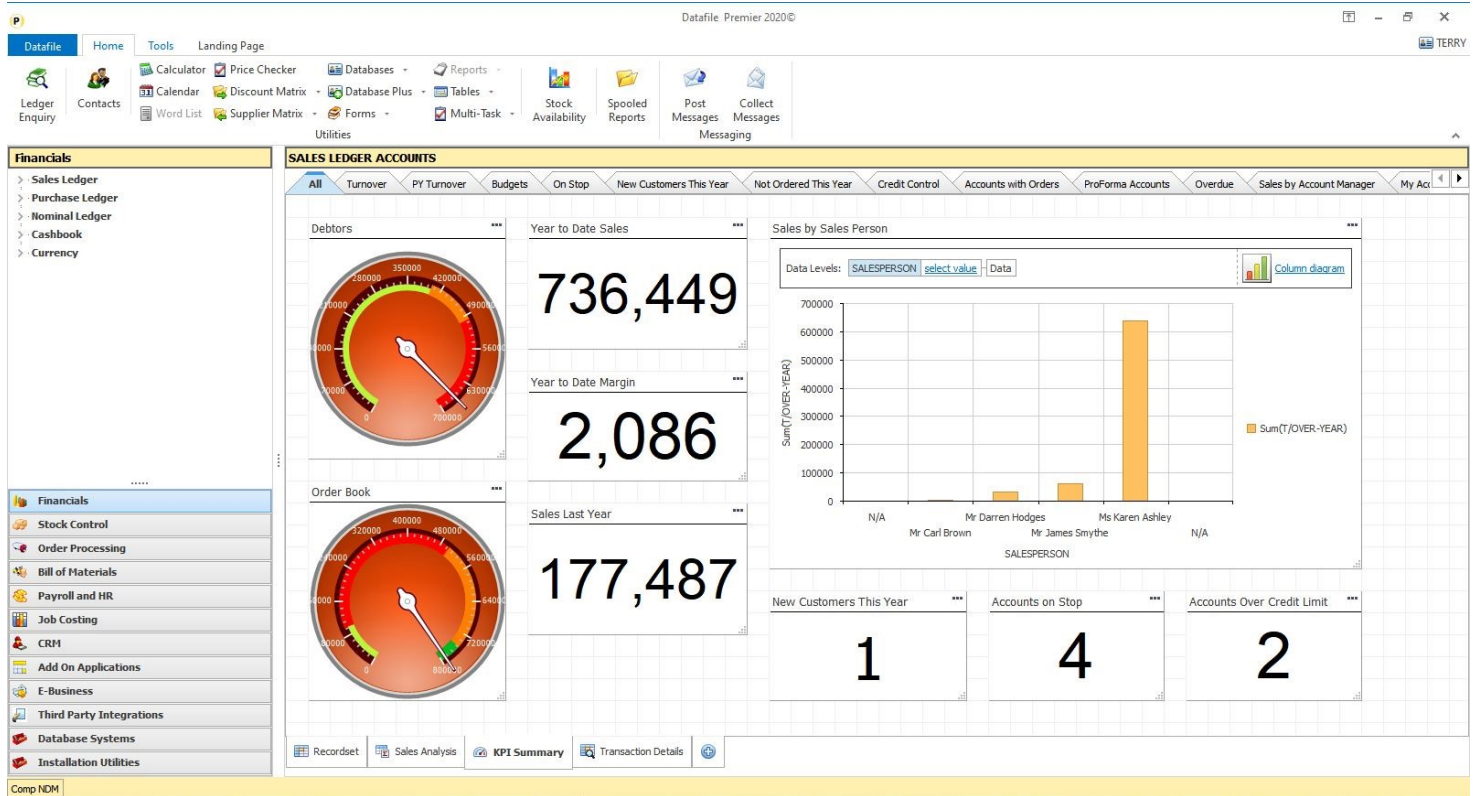 P
Datafile Premier 2020©
Datafile Home Tools Landing Page
TERRY
Ledger Enquiry
Contacts
Calculator Price Checker Databases Reports
Calendar Discount Matrix Database Plus Tables
Word List Supplier Matrix Forms Multi-Task
Stock Availability
Spooled Reports
Post Messages
Collect Messages
Utilities
Messaging
Financials
Sales Ledger
Purchase Ledger
Nominal Ledger
Cashbook
Currency
Financials
Stock Control
Order Processing
Bill of Materials
Payroll and HR
Job Costing
CRM
Add On Applications
E-Business
Third Party Integrations
Database Systems
Installation Utilities
SALES LEDGER ACCOUNTS
All Turnover PY Turnover Budgets On Stop New Customers This Year Not Ordered This Year Credit Control Accounts with Orders ProForma Accounts Overdue Sales by Account Manager My
Debtors
350000
280000 420000
630000
0 700000
Order Book
400000
320000 480000
720000
0 800000
Year to Date Sales
736,449
Year to Date Margin
2,086
Sales Last Year
177,487
Sales by Sales Person
Data Levels: SALESPERSON select value Data
Column diagram
700000
600000
500000
400000
300000
200000
100000
0
Sum(T/OVER-YEAR)
Sum(T/OVER-YEAR)
N/A Mr Darren Hodges Ms Karen Ashley
Mr Carl Brown Mr James Smythe N/A
SALESPERSON
New Customers This Year
1
Accounts on Stop
4
Accounts Over Credit Limit
2
Recordset Sales Analysis KPI Summary Transaction Details
Comp NDM